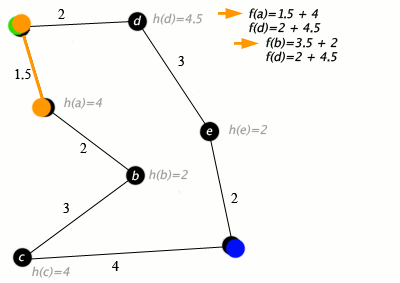 2
d
h(d)=4.5
f(a)=1.5 + 4
f(d)=2 + 4.5
f(b)=3.5 + 2
f(d)=2 + 4.5
1.5
3
h(a)=4
e
h(e)=2
2
b
h(b)=2
3
2
c
h(c)=4
4